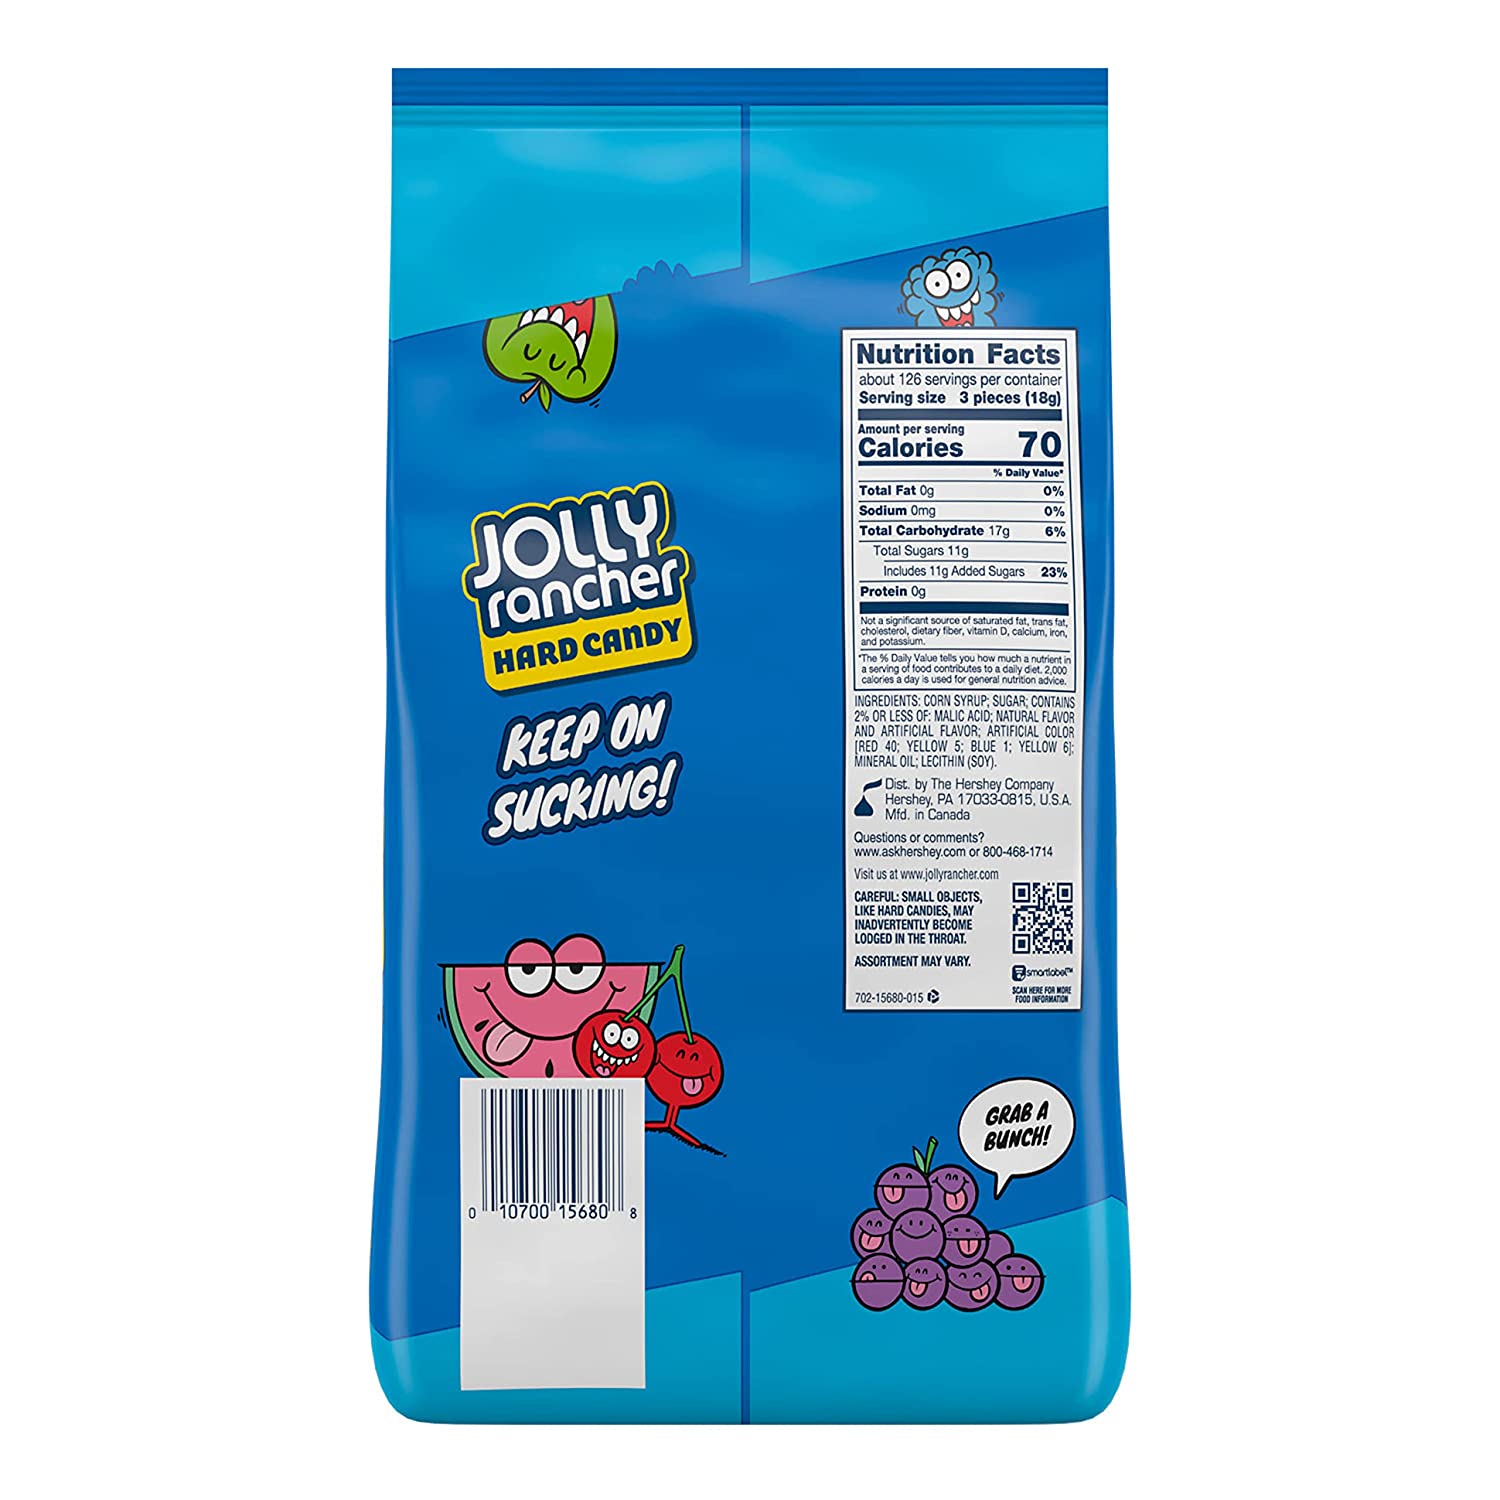 JOLLY
rancher
HARD CANDY
KEEP ON
SUCKING!
0 10700 15680 8
Nutrition Facts
about 126 servings per container
Serving size 3 pieces (18g)
Amount per serving
Calories 70
% Daily Value*
Total Fat 0g 0%
Sodium 0mg 0%
Total Carbohydrate 17g 6%
Total Sugars 11g
Includes 11g Added Sugars 23%
Protein 0g
Not a significant source of saturated fat, trans fat,
cholesterol, dietary fiber, vitamin D, calcium, iron,
and potassium.
*The % Daily Value tells you how much a nutrient in
a serving of food contributes to a daily diet. 2,000
calories a day is used for general nutrition advice.
INGREDIENTS: CORN SYRUP; SUGAR; CONTAINS
2% OR LESS OF: MALIC ACID; NATURAL FLAVOR
AND ARTIFICIAL FLAVOR; ARTIFICIAL COLOR
[RED 40; YELLOW 5; BLUE 1; YELLOW 6];
MINERAL OIL; LECITHIN (SOY).
Dist. by The Hershey Company
Hershey, PA 17033-0815, U.S.A.
Mfd. in Canada
Questions or comments?
www.askhershey.com or 800-468-1714
Visit us at www.jollyrancher.com
CAREFUL: SMALL OBJECTS,
LIKE HARD CANDIES, MAY
INADVERTENTLY BECOME
LODGED IN THE THROAT.
ASSORTMENT MAY VARY.
702-15680-015
smartlabel™
SCAN HERE FOR MORE
FOOD INFORMATION
GRAB A
BUNCH!